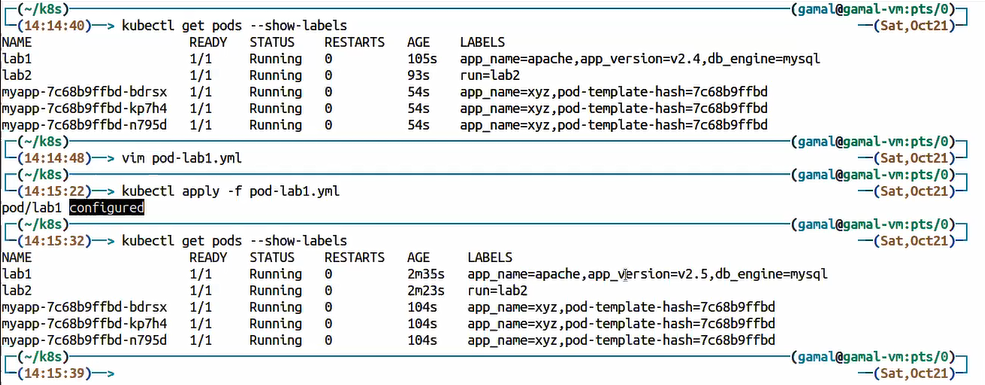 (~/k8s) (gamal@gamal-vm:pts/0)
(14:14:40)——> kubectl get pods --show-labels (Sat,Oct21)
NAME READY STATUS RESTARTS AGE LABELS
lab1 1/1 Running 0 105s app_name=apache,app_version=v2.4,db_engine=mysql
lab2 1/1 Running 0 93s run=lab2
myapp-7c68b9ffbd-bdrsx 1/1 Running 0 54s app_name=xyz,pod-template-hash=7c68b9ffbd
myapp-7c68b9ffbd-kp7h4 1/1 Running 0 54s app_name=xyz,pod-template-hash=7c68b9ffbd
myapp-7c68b9ffbd-n795d 1/1 Running 0 54s app_name=xyz,pod-template-hash=7c68b9ffbd
(~/k8s) (gamal@gamal-vm:pts/0)
(14:14:48)——> vim pod-lab1.yml (Sat,Oct21)
(~/k8s) (gamal@gamal-vm:pts/0)
(14:15:22)——> kubectl apply -f pod-lab1.yml (Sat,Oct21)
pod/lab1 configured
(~/k8s) (gamal@gamal-vm:pts/0)
(14:15:32)——> kubectl get pods --show-labels (Sat,Oct21)
NAME READY STATUS RESTARTS AGE LABELS
lab1 1/1 Running 0 2m35s app_name=apache,app_version=v2.5,db_engine=mysql
lab2 1/1 Running 0 2m23s run=lab2
myapp-7c68b9ffbd-bdrsx 1/1 Running 0 104s app_name=xyz,pod-template-hash=7c68b9ffbd
myapp-7c68b9ffbd-kp7h4 1/1 Running 0 104s app_name=xyz,pod-template-hash=7c68b9ffbd
myapp-7c68b9ffbd-n795d 1/1 Running 0 104s app_name=xyz,pod-template-hash=7c68b9ffbd
(~/k8s) (gamal@gamal-vm:pts/0)
(14:15:39)——> (Sat,Oct21)